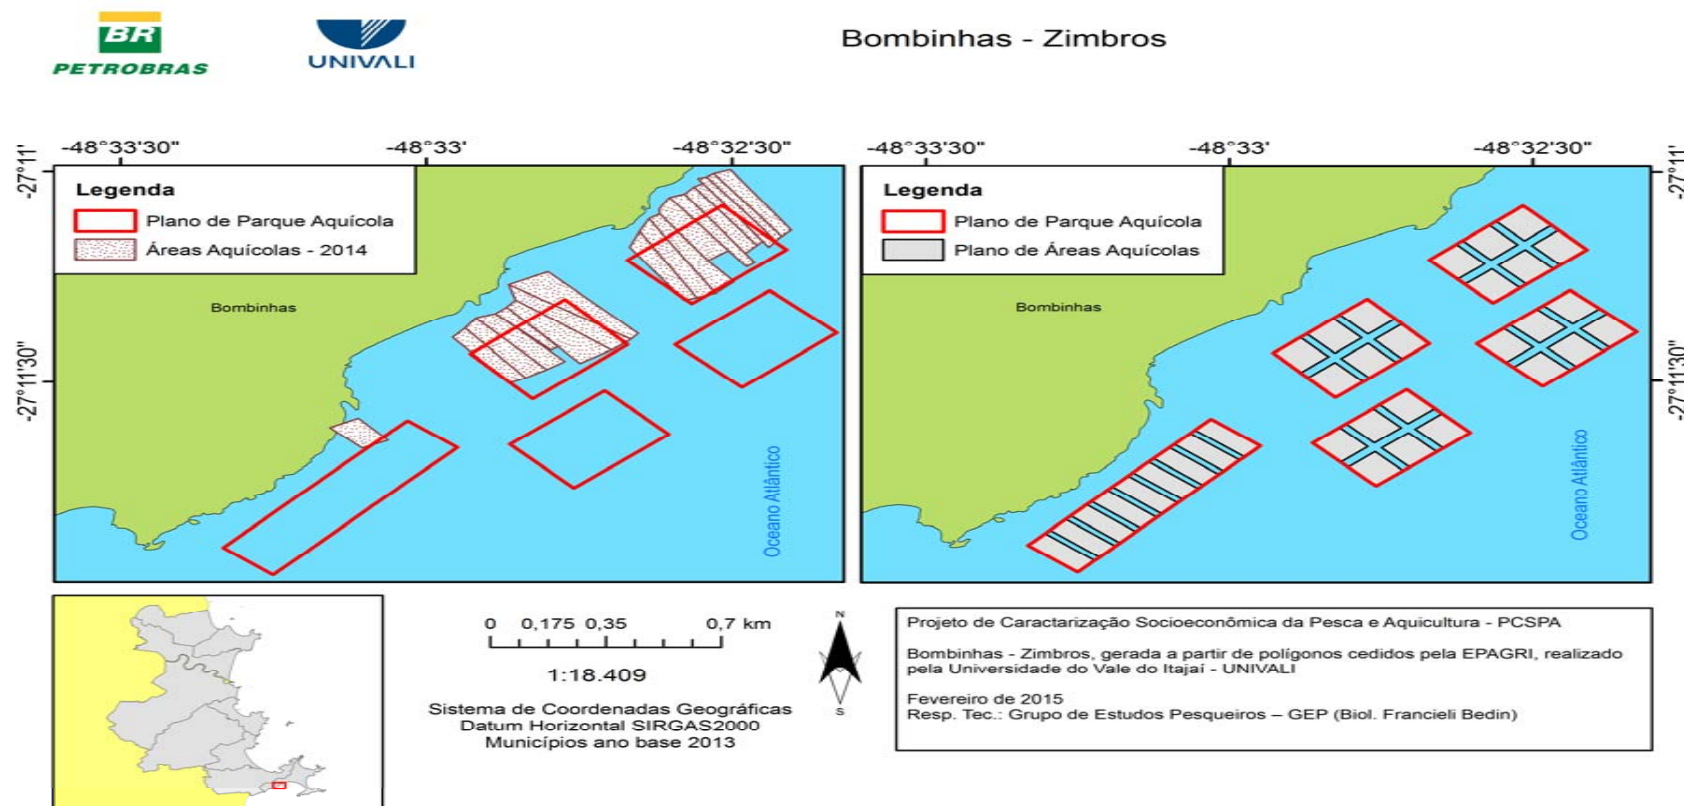 BR
PETROBRAS
UNIVALI
Bombinhas - Zimbros
-48°33'30"
-48°33'
-48°32'30"
-27°11'
-27°11'30"
Legenda
Plano de Parque Aquícola
Áreas Aquícolas - 2014
Bombinhas
Oceano Atlântico
-48°33'30"
-48°33'
-48°32'30"
-27°11'
-27°11'30"
Legenda
Plano de Parque Aquícola
Plano de Áreas Aquícolas
Bombinhas
Oceano Atlântico
0 0,175 0,35 0,7 km
1:18.409
Sistema de Coordenadas Geográficas
Datum Horizontal SIRGAS2000
Municípios ano base 2013
N
S
Projeto de Caractarização Socioeconômica da Pesca e Aquicultura - PCSPA
Bombinhas - Zimbros, gerada a partir de polígonos cedidos pela EPAGRI, realizado
pela Universidade do Vale do Itajaí - UNIVALI
Fevereiro de 2015
Resp. Tec.: Grupo de Estudos Pesqueiros – GEP (Biol. Francieli Bedin)